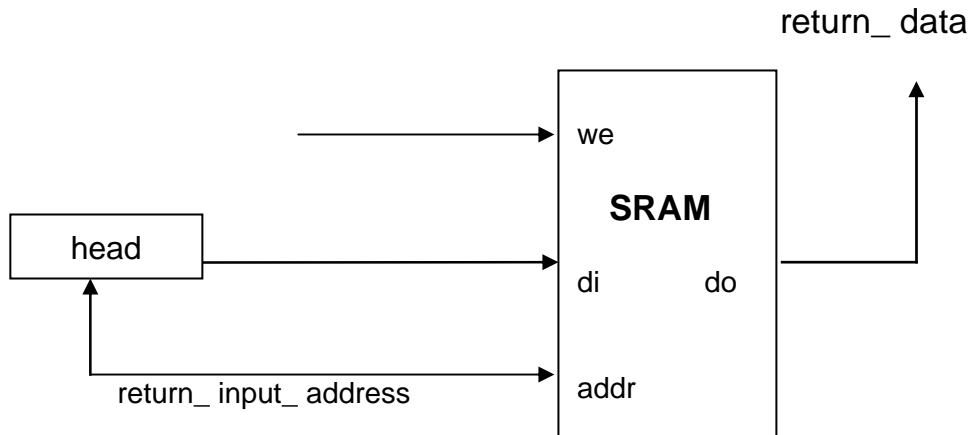 return_ data
we
SRAM
head
di do
return_ input_ address
addr